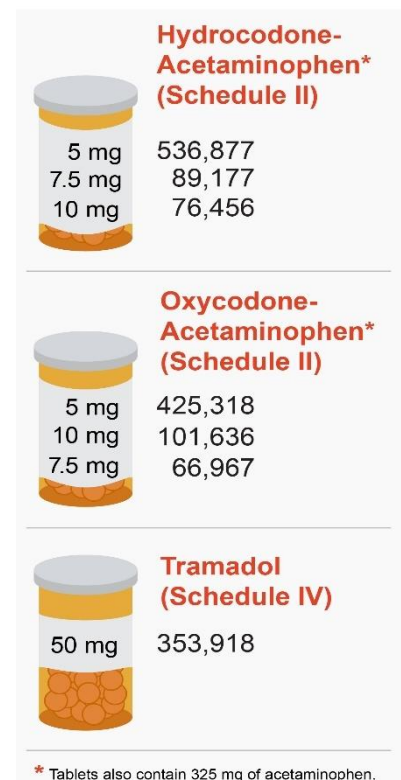 Hydrocodone-
Acetaminophen*
(Schedule II)
5 mg 536,877
7.5 mg 89,177
10 mg 76,456
Oxycodone-
Acetaminophen*
(Schedule II)
5 mg 425,318
10 mg 101,636
7.5 mg 66,967
Tramadol
(Schedule IV)
50 mg 353,918
* Tablets also contain 325 mg of acetaminophen.